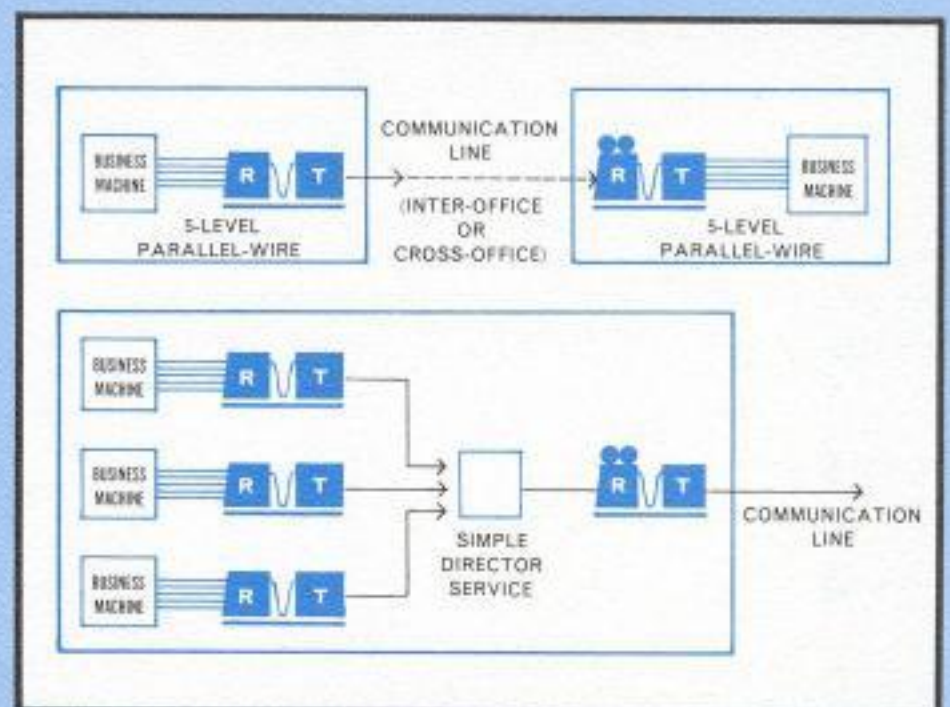 BUSINESS
MACHINE
R
T
5-LEVEL
PARALLEL-WIRE
COMMUNICATION
LINE
(INTER-OFFICE
OR
CROSS-OFFICE)
R
T
BUSINESS
MACHINE
5-LEVEL
PARALLEL-WIRE
BUSINESS
MACHINE
R
T
BUSINESS
MACHINE
R
T
BUSINESS
MACHINE
R
T
SIMPLE
DIRECTOR
SERVICE
R
T
COMMUNICATION
LINE